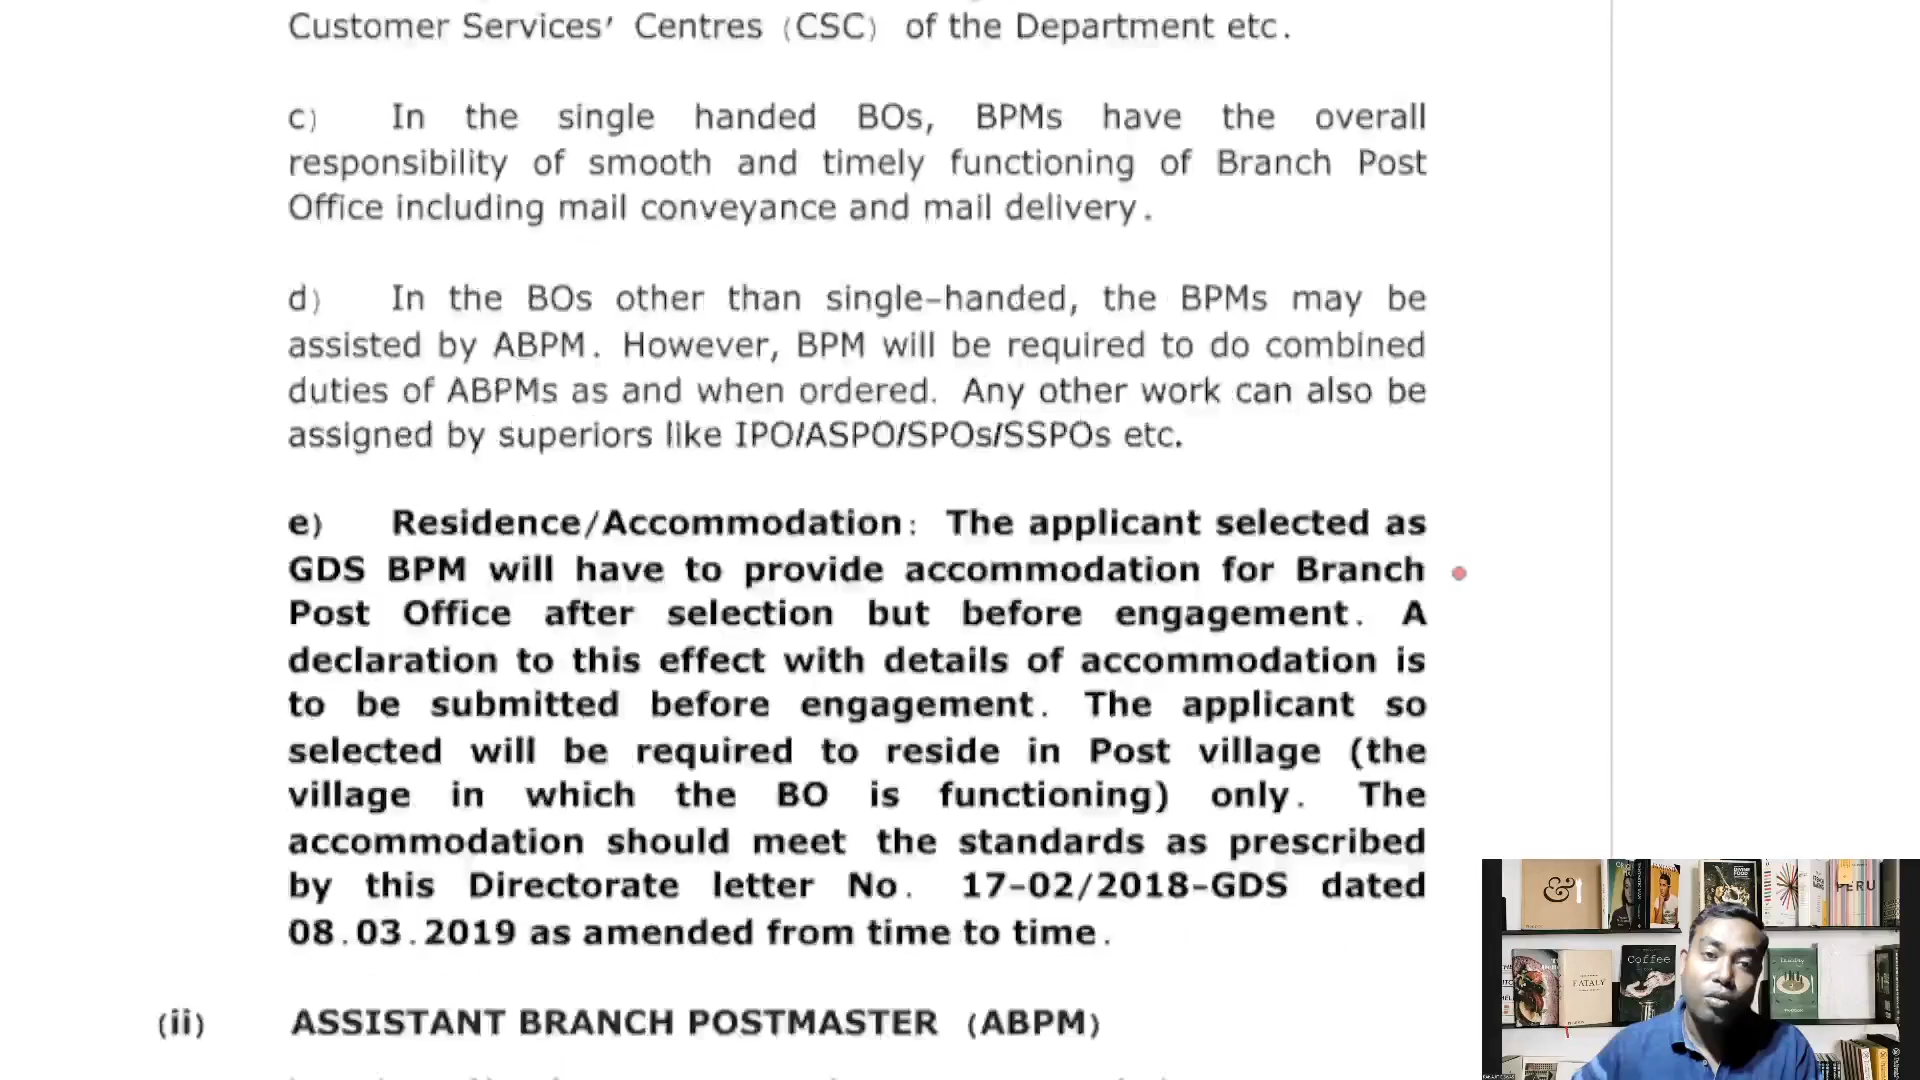 Customer Services' Centres (CSC) of the Department etc.
c) In the single handed BOs, BPMs have the overall
responsibility of smooth and timely functioning of Branch Post
Office including mail conveyance and mail delivery.
d) In the BOs other than single-handed, the BPMs may be
assisted by ABPM. However, BPM will be required to do combined
duties of ABPMs as and when ordered. Any other work can also be
assigned by superiors like IPO/ASPO/SPOs/SSPOs etc.
e) Residence/Accommodation: The applicant selected as
GDS BPM will have to provide accommodation for Branch
Post Office after selection but before engagement. A
declaration to this effect with details of accommodation is
to be submitted before engagement. The applicant so
selected will be required to reside in Post village (the
village in which the BO is functioning) only. The
accommodation should meet the standards as prescribed
by this Directorate letter No. 17-02/2018-GDS dated
08.03.2019 as amended from time to time.
(ii) ASSISTANT BRANCH POSTMASTER (ABPM)
&
PERU
Coffee
EATALY